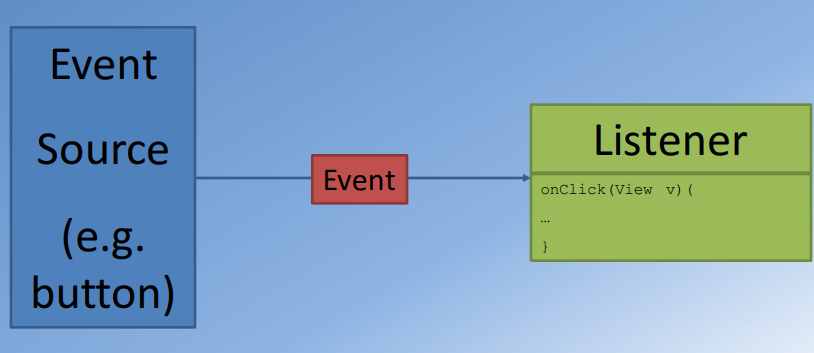 Event
Source
(e.g.
button)
Event
Listener
onClick(View v)(
…
}